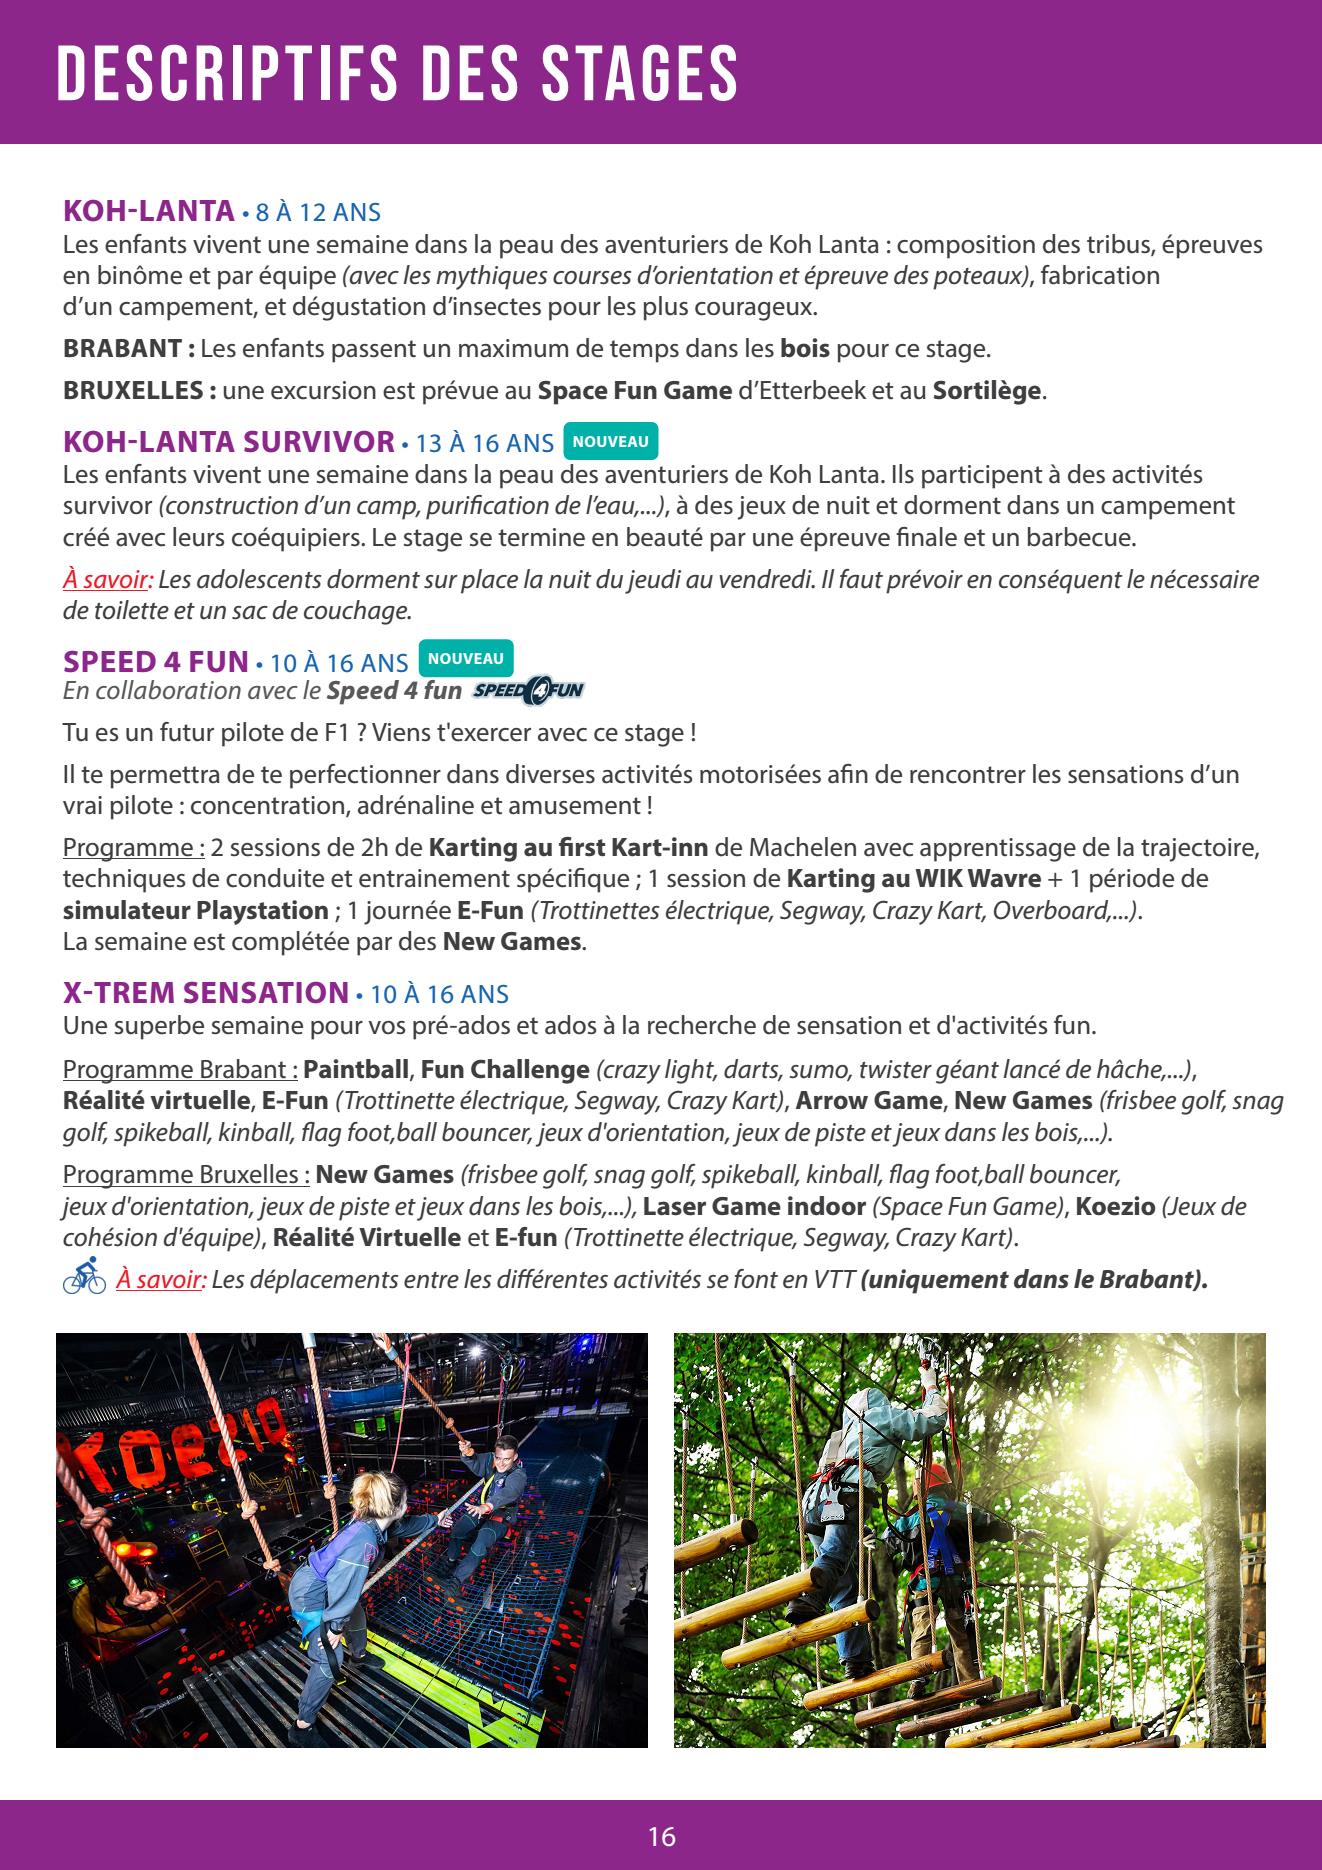 DESCRIPTIFS DES STAGES
KOH-LANTA • 8 À 12 ANS
Les enfants vivent une semaine dans la peau des aventuriers de Koh Lanta : composition des tribus, épreuves
en binôme et par équipe (avec les mythiques courses d’orientation et épreuve des poteaux), fabrication
d’un campement, et dégustation d’insectes pour les plus courageux.
BRABANT : Les enfants passent un maximum de temps dans les bois pour ce stage.
BRUXELLES : une excursion est prévue au Space Fun Game d’Etterbeek et au Sortilège.
KOH-LANTA SURVIVOR • 13 À 16 ANS NOUVEAU
Les enfants vivent une semaine dans la peau des aventuriers de Koh Lanta. Ils participent à des activités
survivor (construction d’un camp, purification de l’eau,...), à des jeux de nuit et dorment dans un campement
créé avec leurs coéquipiers. Le stage se termine en beauté par une épreuve finale et un barbecue.
À savoir: Les adolescents dorment sur place la nuit du jeudi au vendredi. Il faut prévoir en conséquent le nécessaire
de toilette et un sac de couchage.
SPEED 4 FUN • 10 À 16 ANS NOUVEAU
En collaboration avec le Speed 4 fun SPEED4FUN
Tu es un futur pilote de F1 ? Viens t'exercer avec ce stage !
Il te permettra de te perfectionner dans diverses activités motorisées afin de rencontrer les sensations d’un
vrai pilote : concentration, adrénaline et amusement !
Programme : 2 sessions de 2h de Karting au first Kart-inn de Machelen avec apprentissage de la trajectoire,
techniques de conduite et entrainement spécifique ; 1 session de Karting au WIK Wavre + 1 période de
simulateur Playstation ; 1 journée E-Fun (Trottinettes électrique, Segway, Crazy Kart, Overboard,...).
La semaine est complétée par des New Games.
X-TREM SENSATION • 10 À 16 ANS
Une superbe semaine pour vos pré-ados et ados à la recherche de sensation et d'activités fun.
Programme Brabant : Paintball, Fun Challenge (crazy light, darts, sumo, twister géant lancé de hâche,...),
Réalité virtuelle, E-Fun (Trottinette électrique, Segway, Crazy Kart), Arrow Game, New Games (frisbee golf, snag
golf, spikeball, kinball, flag foot,ball bouncer, jeux d'orientation, jeux de piste et jeux dans les bois,...).
Programme Bruxelles : New Games (frisbee golf, snag golf, spikeball, kinball, flag foot,ball bouncer,
jeux d'orientation, jeux de piste et jeux dans les bois,...), Laser Game indoor (Space Fun Game), Koezio (Jeux de
cohésion d'équipe), Réalité Virtuelle et E-fun (Trottinette électrique, Segway, Crazy Kart).
À savoir: Les déplacements entre les différentes activités se font en VTT (uniquement dans le Brabant).
KOEZIO
16